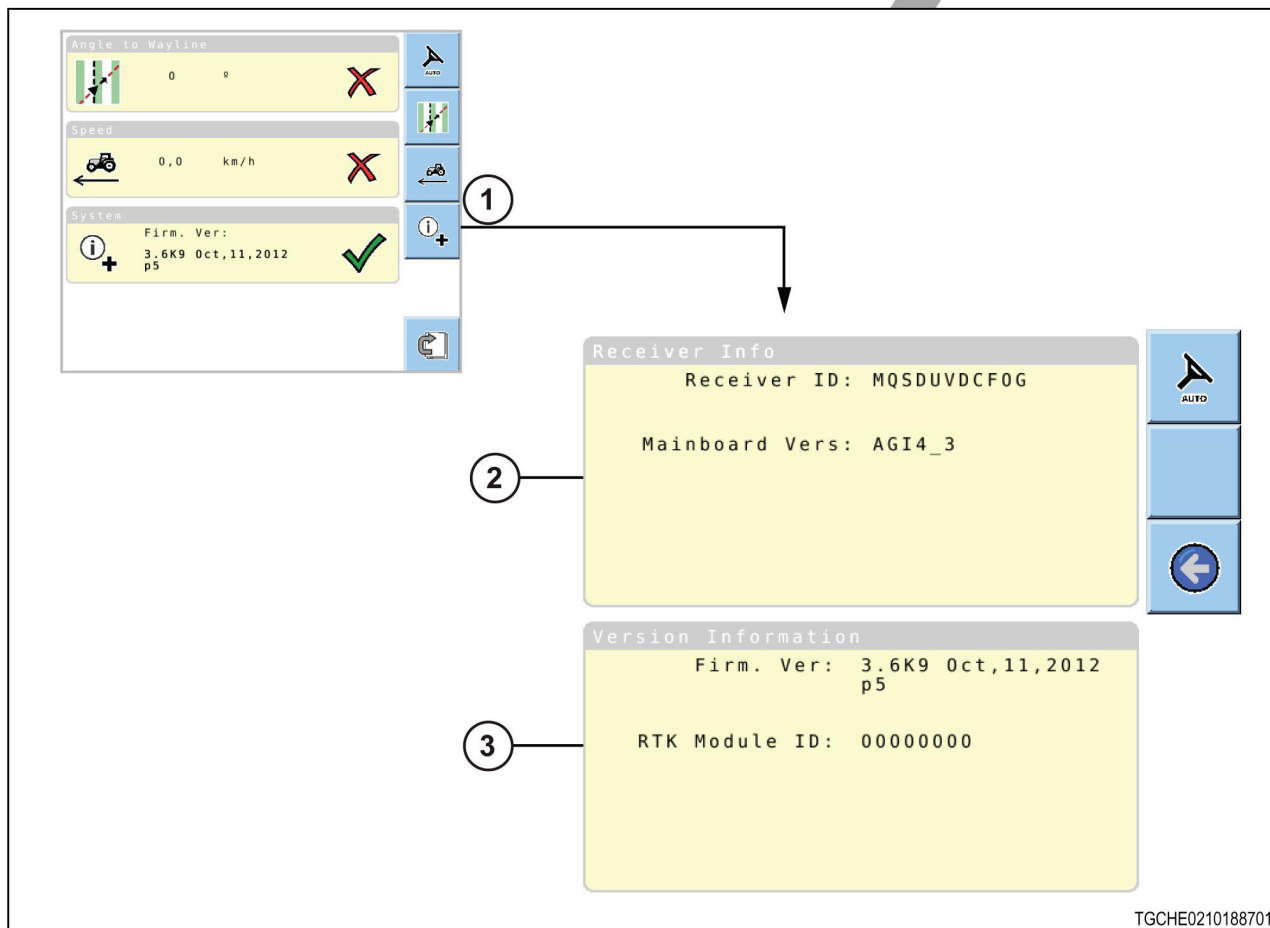 Angle to Wayline
0 º
AUTO
Speed
0,0 km/h
1
System
Firm. Ver:
3.6K9 Oct,11,2012
p5
Receiver Info
Receiver ID: MQSDUVDCF0G
AUTO
Mainboard Vers: AGI4_3
2
Version Information
Firm. Ver: 3.6K9 Oct,11,2012
p5
RTK Module ID: 00000000
3
TGCHE0210188701